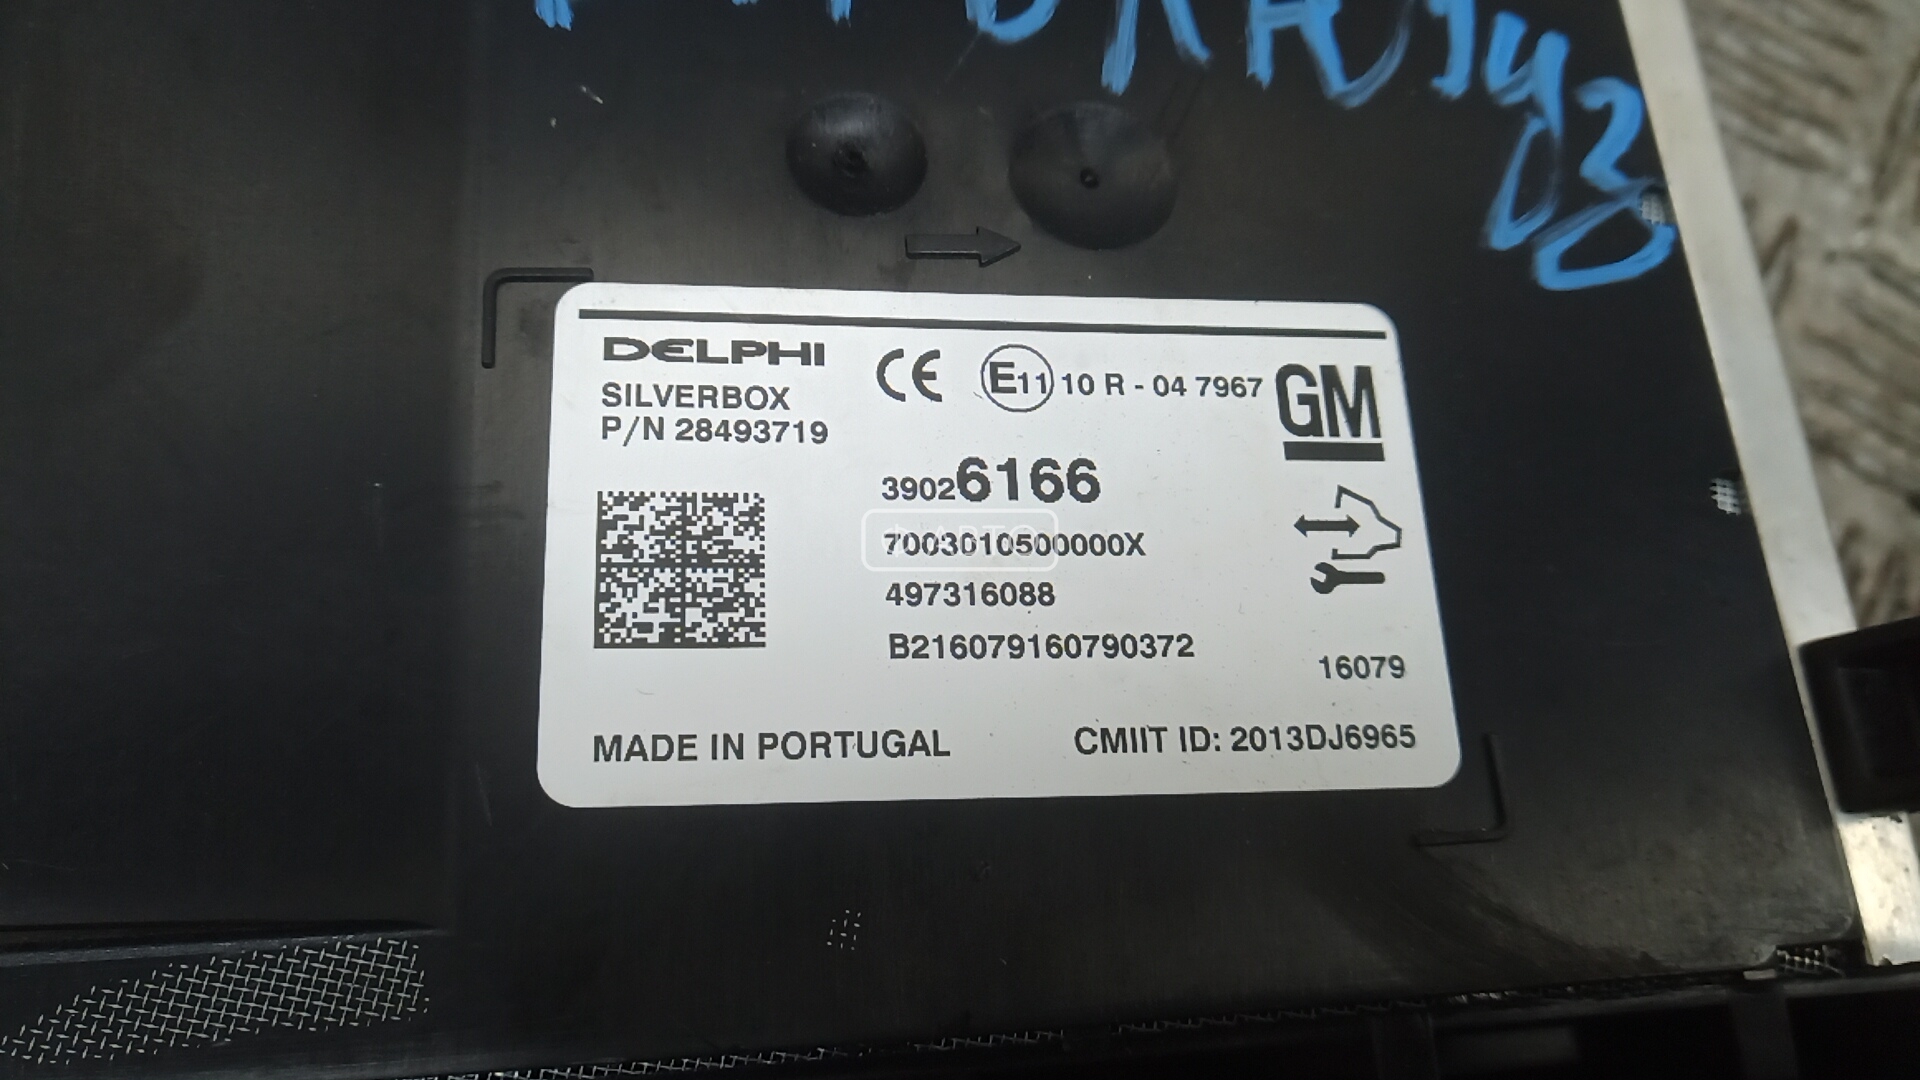 DELPHI
SILVERBOX
P/N 28493719
CE
E11 10 R - 04 7967
GM
39026166
7003010500000X
497316088
B216079160790372
16079
MADE IN PORTUGAL
CMIIT ID: 2013DJ6965